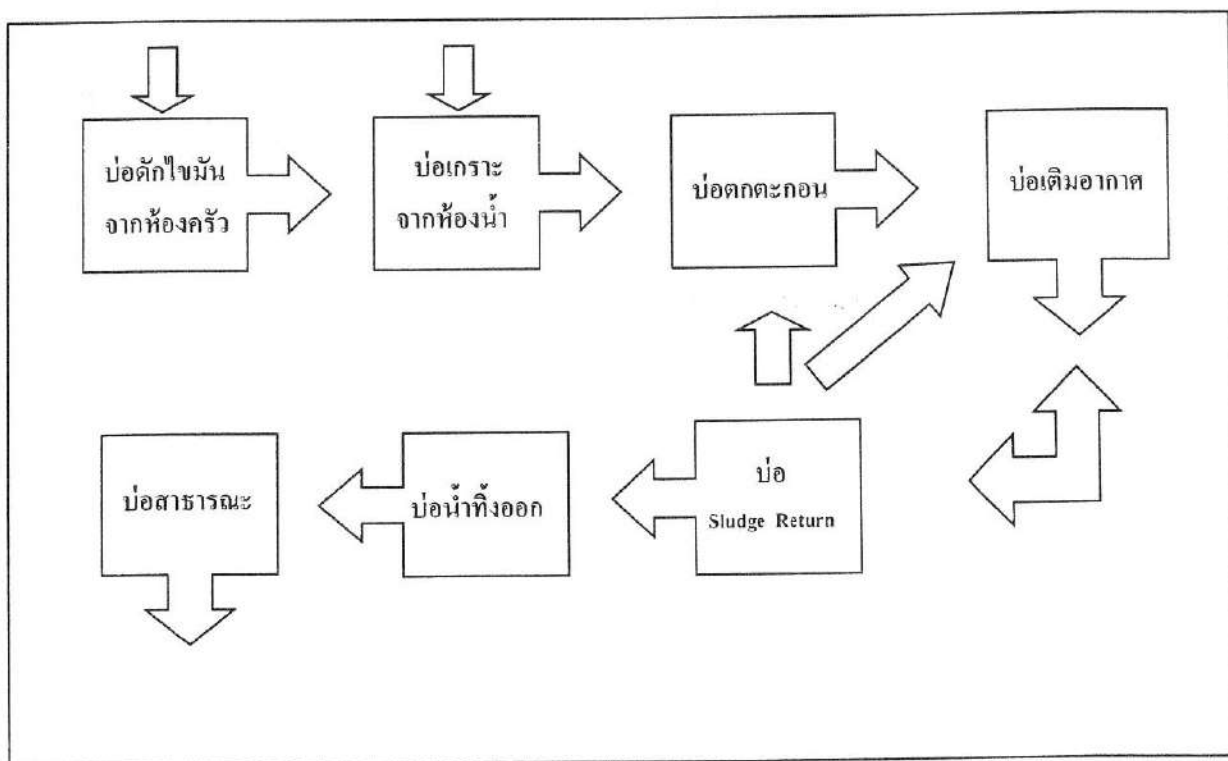 บ่อดักไขมัน
จากห้องครัว
บ่อเกราะ
จากห้องน้ำ
บ่อตกตะกอน
บ่อเติมอากาศ
บ่อสาธารณะ
บ่อน้ำทิ้งออก
บ่อ
Sludge Return